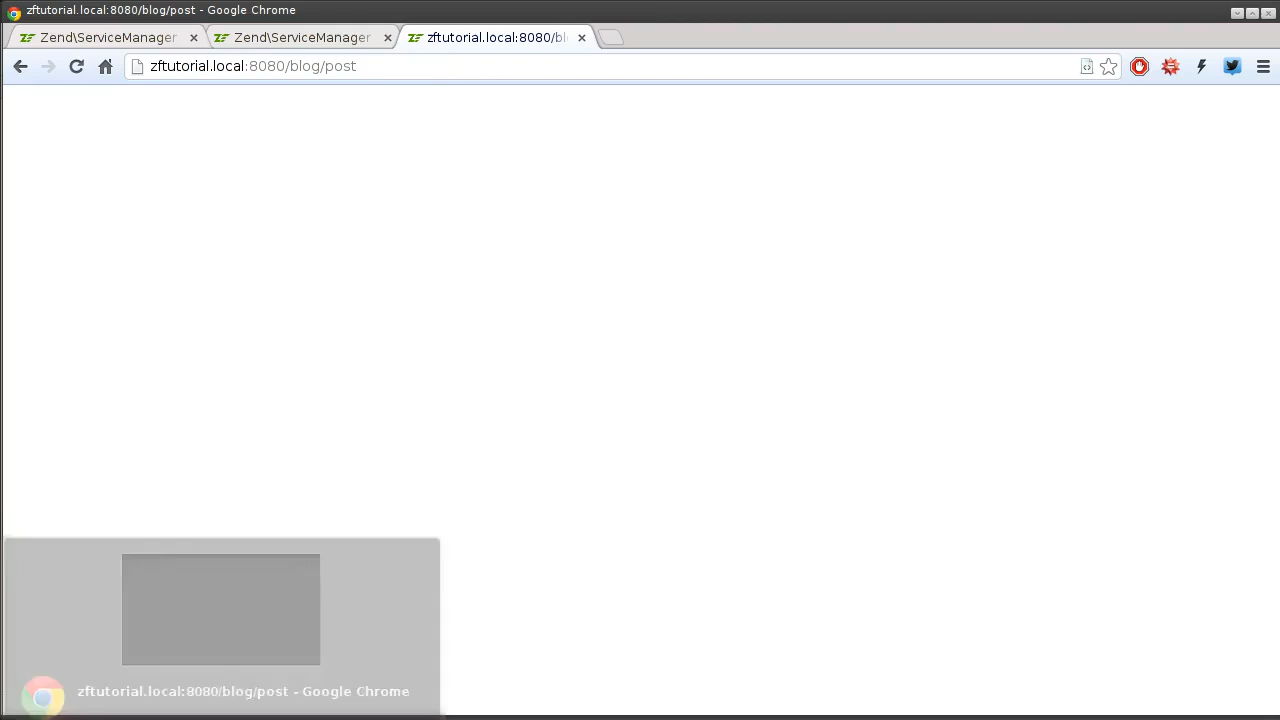 zftutorial.local:8080/blog/post - Google Chrome
Zend\ServiceManager
Zend\ServiceManager
zftutorial.local:8080/bl
zftutorial.local:8080/blog/post
zftutorial.local:8080/blog/post - Google Chrome